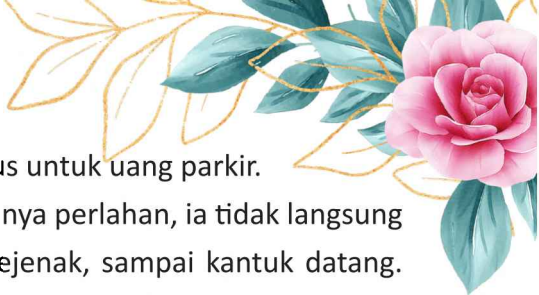 us untuk uang parkir.
nya perlahan, ia tidak langsung
ejenak, sampai kantuk datang.